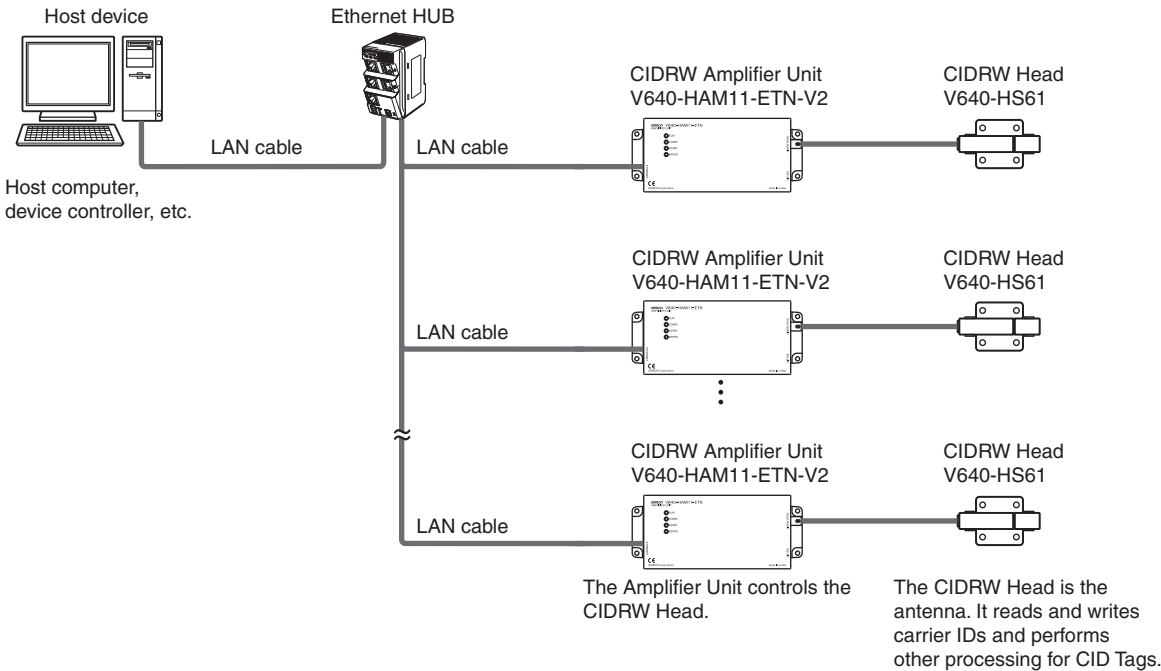 Host device
Ethernet HUB
CIDRW Amplifier Unit
V640-HAM11-ETN-V2
CIDRW Head
V640-HS61
LAN cable
LAN cable
Host computer,
device controller, etc.
CIDRW Amplifier Unit
V640-HAM11-ETN-V2
CIDRW Head
V640-HS61
LAN cable
CIDRW Amplifier Unit
V640-HAM11-ETN-V2
CIDRW Head
V640-HS61
LAN cable
The Amplifier Unit controls the
CIDRW Head.
The CIDRW Head is the
antenna. It reads and writes
carrier IDs and performs
other processing for CID Tags.